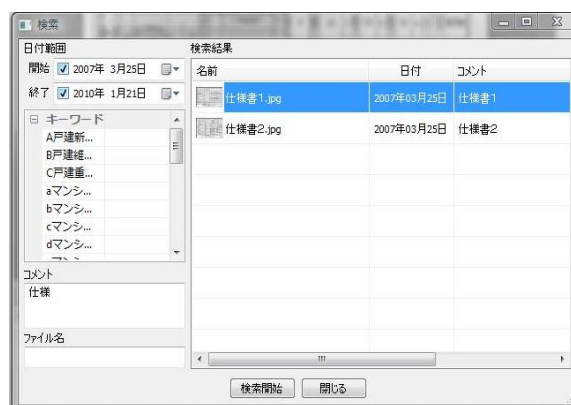 検索
日付範囲
開始 2007年 3月25日
終了 2010年 1月21日
キーワード
A戸建新...
B戸建維...
C戸建重...
aマンシ...
bマンシ...
cマンシ...
dマンシ...
コメント
仕様
ファイル名
検索結果
名前 日付 コメント
仕様書1.jpg 2007年03月25日 仕様書1
仕様書2.jpg 2007年03月25日 仕様書2
検索開始 閉じる